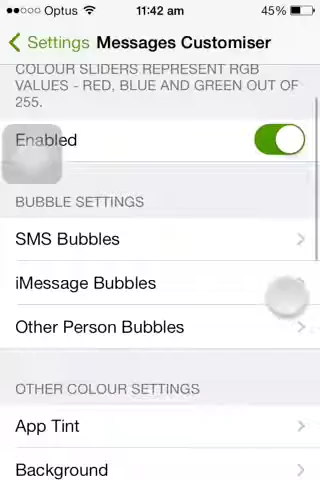 Optus 11:42 am 45%
Settings Messages Customiser
COLOUR SLIDERS REPRESENT RGB
VALUES - RED, BLUE AND GREEN OUT OF
255.
Enabled
BUBBLE SETTINGS
SMS Bubbles
iMessage Bubbles
Other Person Bubbles
OTHER COLOUR SETTINGS
App Tint
Background